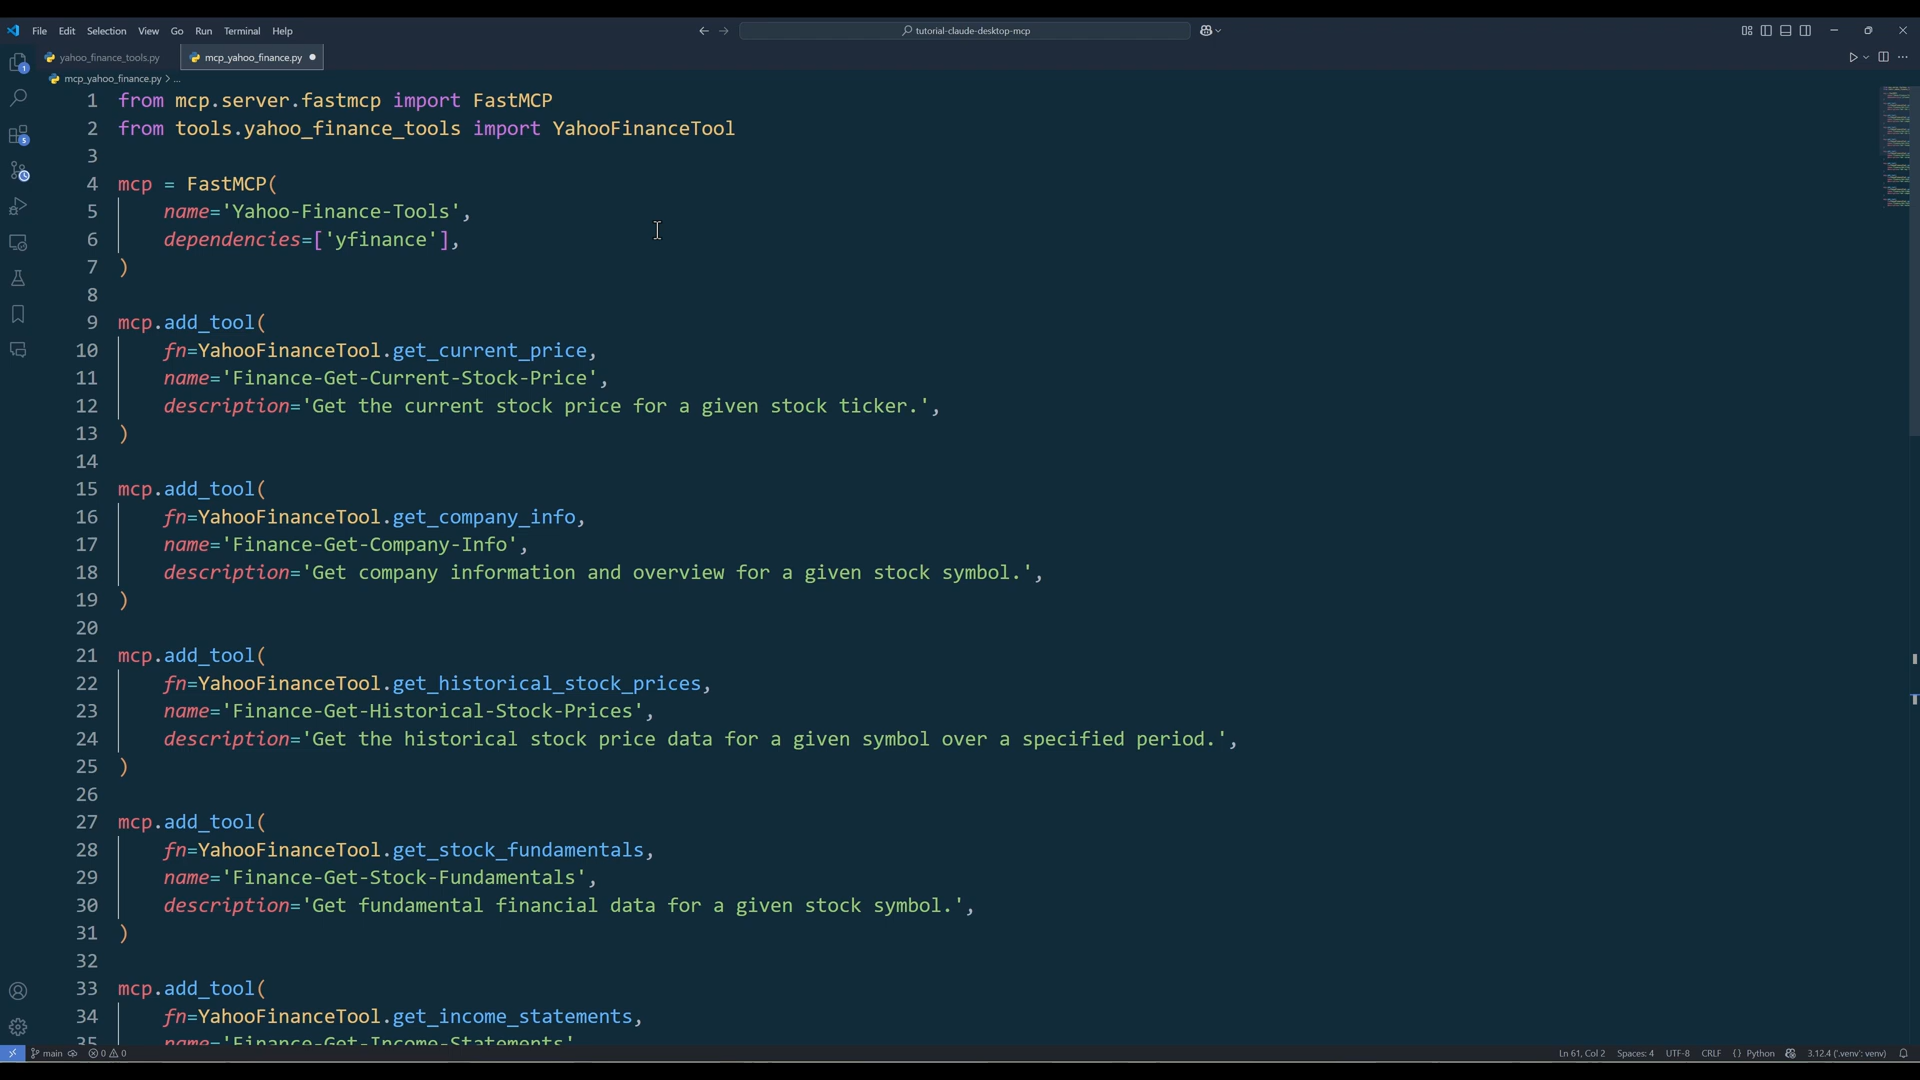 File Edit Selection View Go Run Terminal Help
tutorial-claude-desktop-mcp
yahoo_finance_tools.py
mcp_yahoo_finance.py
mcp_yahoo_finance.py > ...
1 from mcp.server.fastmcp import FastMCP
2 from tools.yahoo_finance_tools import YahooFinanceTool
3
4 mcp = FastMCP(
5 name='Yahoo-Finance-Tools',
6 dependencies=['yfinance'],
7 )
8
9 mcp.add_tool(
10 fn=YahooFinanceTool.get_current_price,
11 name='Finance-Get-Current-Stock-Price',
12 description='Get the current stock price for a given stock ticker.',
13 )
14
15 mcp.add_tool(
16 fn=YahooFinanceTool.get_company_info,
17 name='Finance-Get-Company-Info',
18 description='Get company information and overview for a given stock symbol.',
19 )
20
21 mcp.add_tool(
22 fn=YahooFinanceTool.get_historical_stock_prices,
23 name='Finance-Get-Historical-Stock-Prices',
24 description='Get the historical stock price data for a given symbol over a specified period.',
25 )
26
27 mcp.add_tool(
28 fn=YahooFinanceTool.get_stock_fundamentals,
29 name='Finance-Get-Stock-Fundamentals',
30 description='Get fundamental financial data for a given stock symbol.',
31 )
32
33 mcp.add_tool(
34 fn=YahooFinanceTool.get_income_statements,
35 name='Finance-Get-Income-Statements'
main 0 0 Ln 61, Col 2 Spaces: 4 UTF-8 CRLF {} Python 3.12.4 ('.venv': venv)